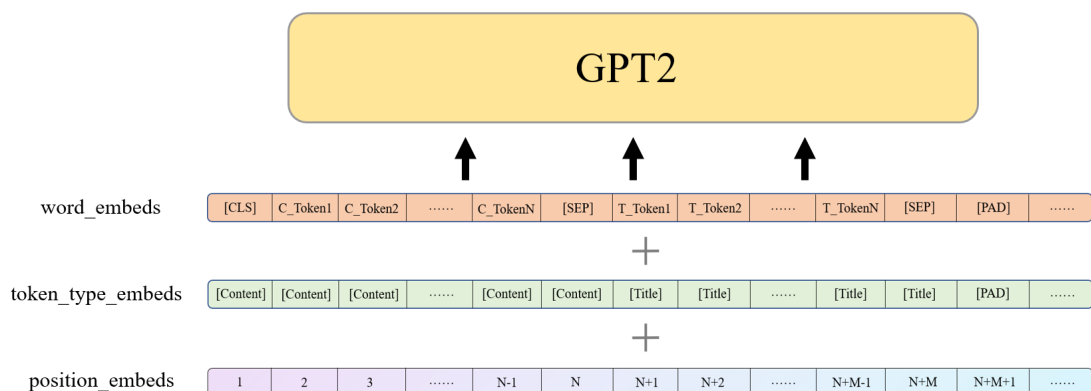 GPT2
word_embeds [CLS] C_Token1 C_Token2 ...... C_TokenN [SEP] T_Token1 T_Token2 ...... T_TokenN [SEP] [PAD] ......
+
token_type_embeds [Content] [Content] [Content] ...... [Content] [Content] [Title] [Title] ...... [Title] [Title] [PAD] ......
+
position_embeds 1 2 3 ...... N-1 N N+1 N+2 ...... N+M-1 N+M N+M+1 ......